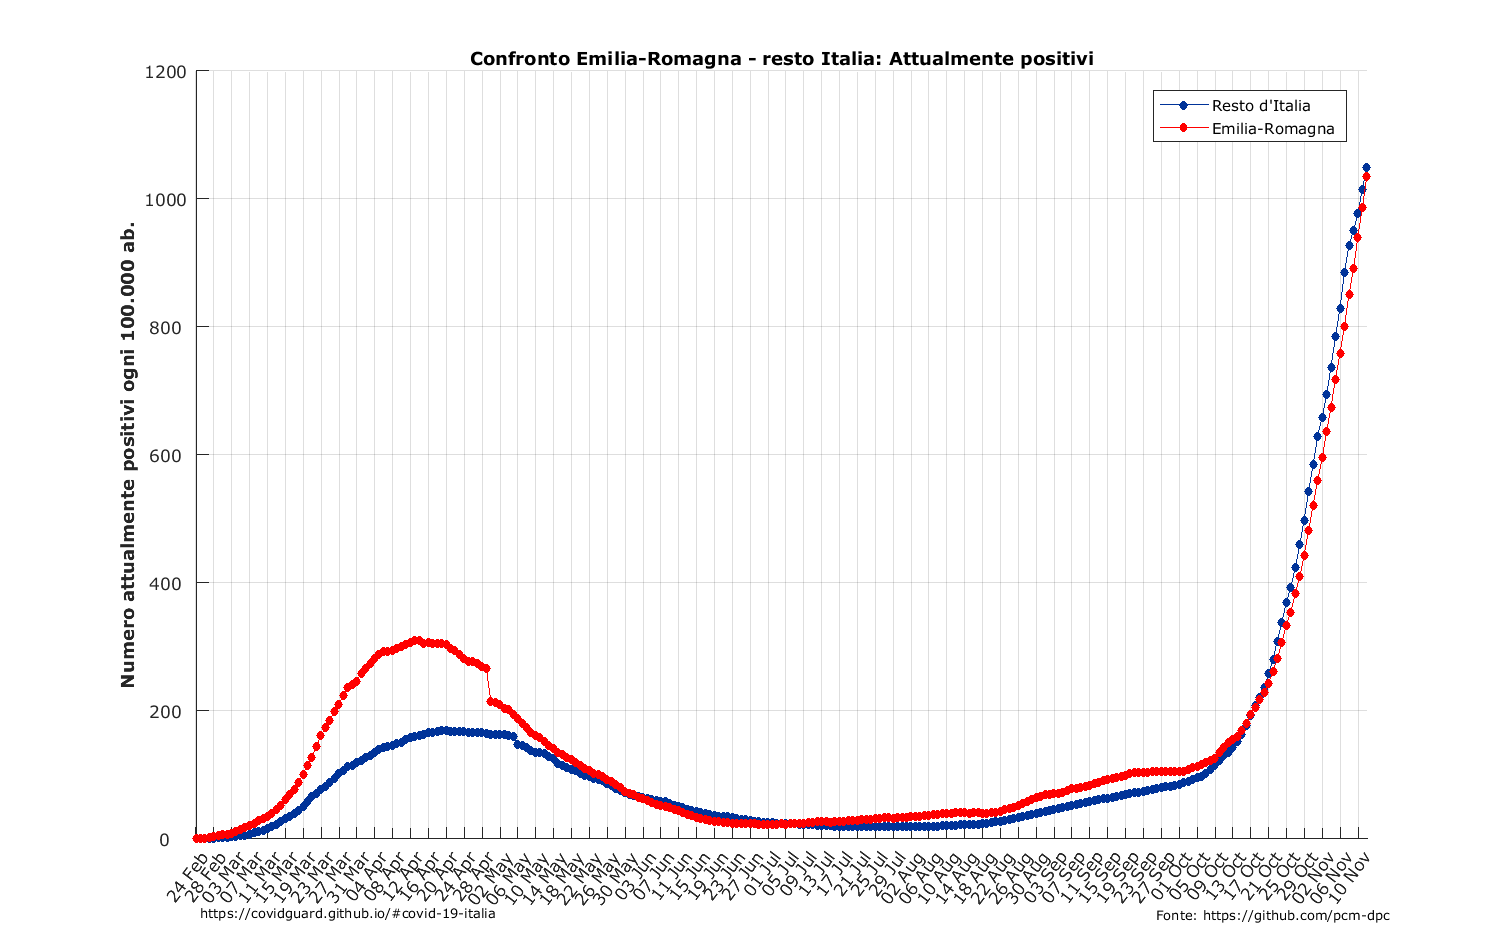 Confronto Emilia-Romagna - resto Italia: Attualmente positivi
Resto d'Italia
Emilia-Romagna
Numero attualmente positivi ogni 100.000 ab.
1200
1000
800
600
400
200
0
24 Feb
28 Feb
03 Mar
07 Mar
11 Mar
15 Mar
19 Mar
23 Mar
27 Mar
31 Mar
04 Apr
08 Apr
12 Apr
16 Apr
20 Apr
24 Apr
28 Apr
02 May
06 May
10 May
14 May
18 May
22 May
26 May
30 May
03 Jun
07 Jun
11 Jun
15 Jun
19 Jun
23 Jun
27 Jun
01 Jul
05 Jul
09 Jul
13 Jul
17 Jul
21 Jul
25 Jul
29 Jul
02 Aug
06 Aug
10 Aug
14 Aug
18 Aug
22 Aug
26 Aug
30 Aug
03 Sep
07 Sep
11 Sep
15 Sep
19 Sep
23 Sep
27 Sep
01 Oct
05 Oct
09 Oct
13 Oct
17 Oct
21 Oct
25 Oct
29 Oct
02 Nov
06 Nov
10 Nov
https://covidguard.github.io/#covid-19-italia
Fonte: https://github.com/pcm-dpc